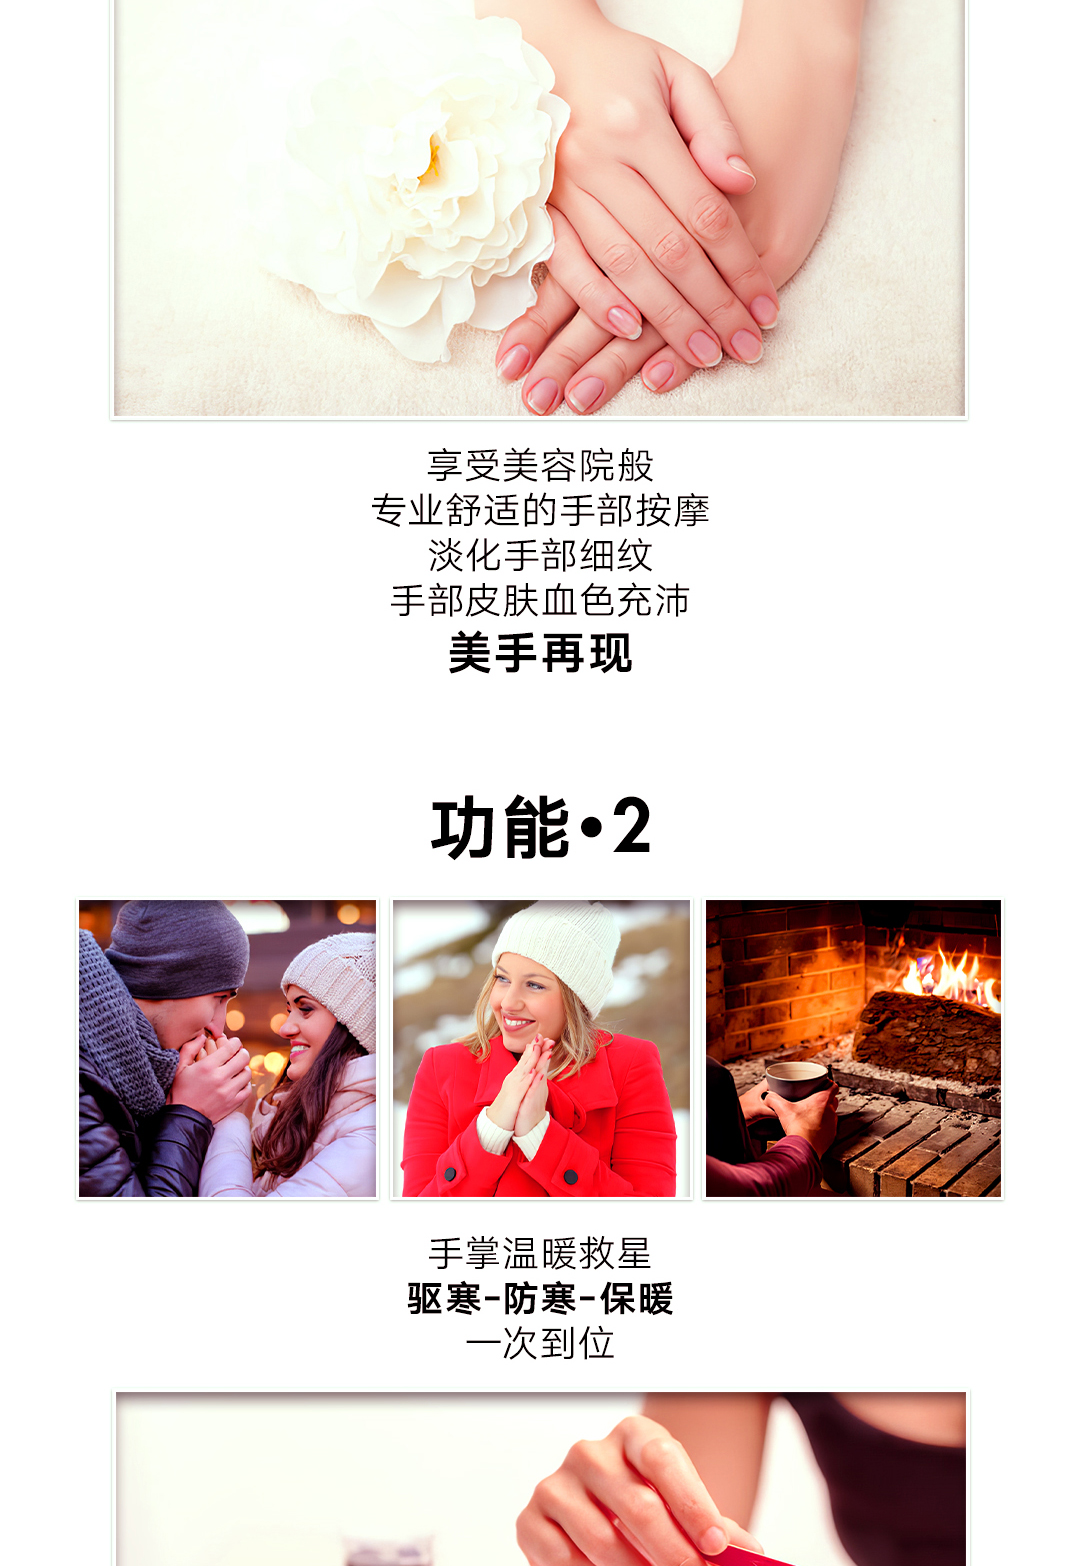 享受美容院般
专业舒适的手部按摩
淡化手部细纹
手部皮肤血色充沛
美手再现
功能·2
手掌温暖救星
驱寒-防寒-保暖
一次到位